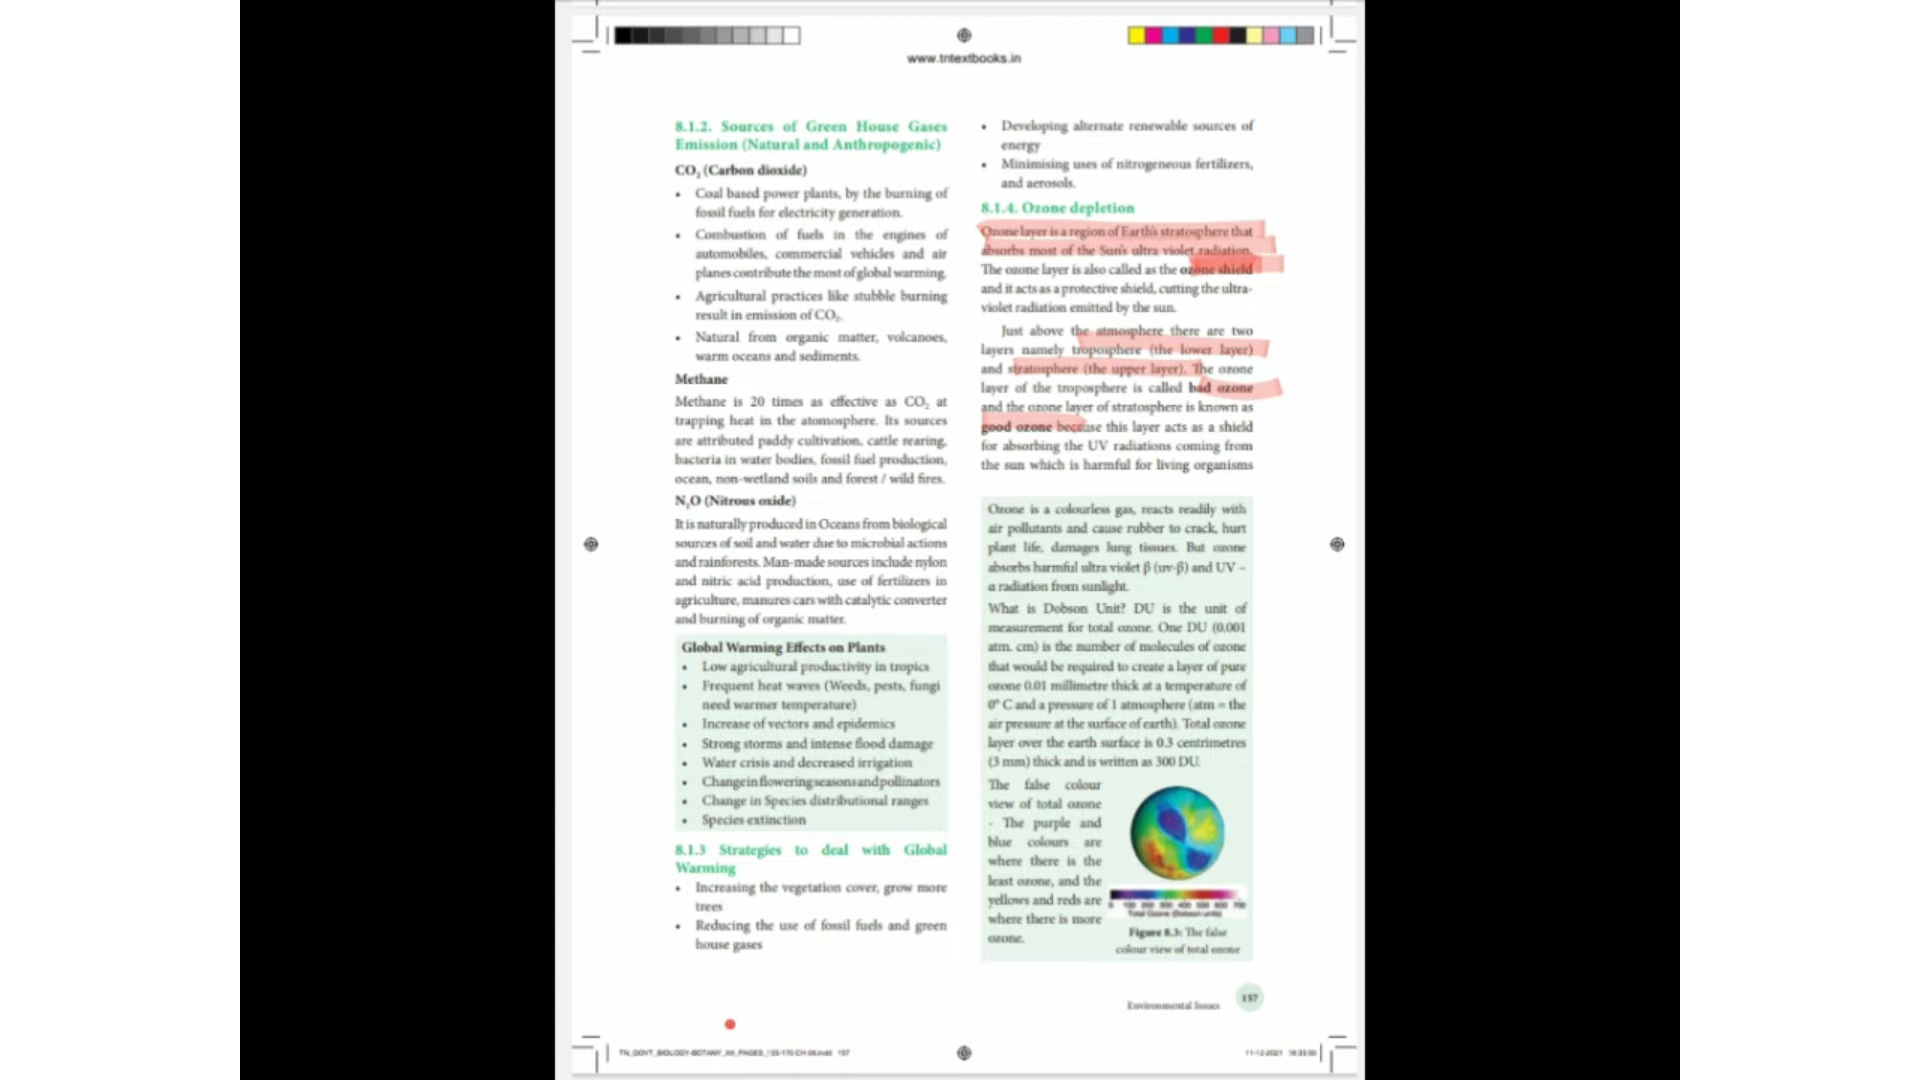 www.tntextbooks.in
8.1.2. Sources of Green House Gases
Emission (Natural and Anthropogenic)
CO₂ (Carbon dioxide)
• Coal based power plants, by the burning of
fossil fuels for electricity generation.
• Combustion of fuels in the engines of
automobiles, commercial vehicles and air
planes contribute the most of global warming.
• Agricultural practices like stubble burning
result in emission of CO₂.
• Natural from organic matter, volcanoes,
warm oceans and sediments.
Methane
Methane is 20 times as effective as CO₂ at
trapping heat in the atomosphere. Its sources
are attributed paddy cultivation, cattle rearing,
bacteria in water bodies, fossil fuel production,
ocean, non-wetland soils and forest / wild fires.
N₂O (Nitrous oxide)
It is naturally produced in Oceans from biological
sources of soil and water due to microbial actions
and rainforests. Man-made sources include nylon
and nitric acid production, use of fertilizers in
agriculture, manures cars with catalytic converter
and burning of organic matter.
Global Warming Effects on Plants
• Low agricultural productivity in tropics
• Frequent heat waves (Weeds, pests, fungi
need warmer temperature)
• Increase of vectors and epidemics
• Strong storms and intense flood damage
• Water crisis and decreased irrigation
• Change in flowering seasons and pollinators
• Change in Species distributional ranges
• Species extinction
8.1.3 Strategies to deal with Global
Warming
• Increasing the vegetation cover, grow more
trees
• Reducing the use of fossil fuels and green
house gases
• Developing alternate renewable sources of
energy
• Minimising uses of nitrogeneous fertilizers,
and aerosols.
8.1.4. Ozone depletion
Ozone layer is a region of Earth's stratosphere that
absorbs most of the Sun's ultra violet radiation.
The ozone layer is also called as the ozone shield
and it acts as a protective shield, cutting the ultra-
violet radiation emitted by the sun.
Just above the atmosphere there are two
layers namely troposphere (the lower layer)
and stratosphere (the upper layer). The ozone
layer of the troposphere is called bad ozone
and the ozone layer of stratosphere is known as
good ozone because this layer acts as a shield
for absorbing the UV radiations coming from
the sun which is harmful for living organisms
Ozone is a colourless gas, reacts readily with
air pollutants and cause rubber to crack, hurt
plant life, damages lung tissues. But ozone
absorbs harmful ultra violet β (uv-β) and UV –
α radiation from sunlight.
What is Dobson Unit? DU is the unit of
measurement for total ozone. One DU (0.001
atm. cm) is the number of molecules of ozone
that would be required to create a layer of pure
ozone 0.01 millimetre thick at a temperature of
0° C and a pressure of 1 atmosphere (atm = the
air pressure at the surface of earth). Total ozone
layer over the earth surface is 0.3 centrimetres
(3 mm) thick and is written as 300 DU.
The false colour
view of total ozone
- The purple and
blue colours are
where there is the
least ozone, and the
yellows and reds are
where there is more
ozone.
0 100 200 300 400 500 600 700
Total Ozone (Dobson units)
Figure 8.3: The false
colour view of total ozone
Environmental Issues 157
TN_GOVT_BIOLOGY-BOTANY_XII_PAGES_155-170 CH 08.indd 157
11-12-2021